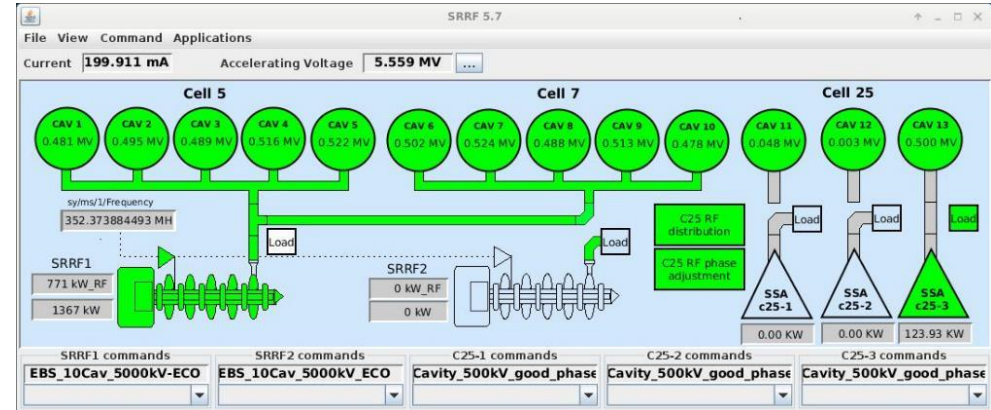 SRRF 5.7
File View Command Applications
Current 199.911 mA Accelerating Voltage 5.559 MV ...
Cell 5 Cell 7 Cell 25
CAV 1 CAV 2 CAV 3 CAV 4 CAV 5 CAV 6 CAV 7 CAV 8 CAV 9 CAV 10 CAV 11 CAV 12 CAV 13
0.481 MV 0.495 MV 0.489 MV 0.516 MV 0.522 MV 0.502 MV 0.524 MV 0.488 MV 0.513 MV 0.478 MV 0.048 MV 0.003 MV 0.500 MV
sy/ms/1/Frequency
352.373884493 MH
Load
Load
C25 RF
distribution
C25 RF phase
adjustment
Load
Load
Load
SRRF1
771 kW_RF
1367 kW
SRRF2
0 kW_RF
0 kW
SSA
c25-1
SSA
c25-2
SSA
c25-3
0.00 KW 0.00 KW 123.93 KW
SRRF1 commands SRRF2 commands C25-1 commands C25-2 commands C25-3 commands
EBS_10Cav_5000kV-ECO EBS_10Cav_5000kV_ECO Cavity_500kV_good_phase Cavity_500kV_good_phase Cavity_500kV_good_phase